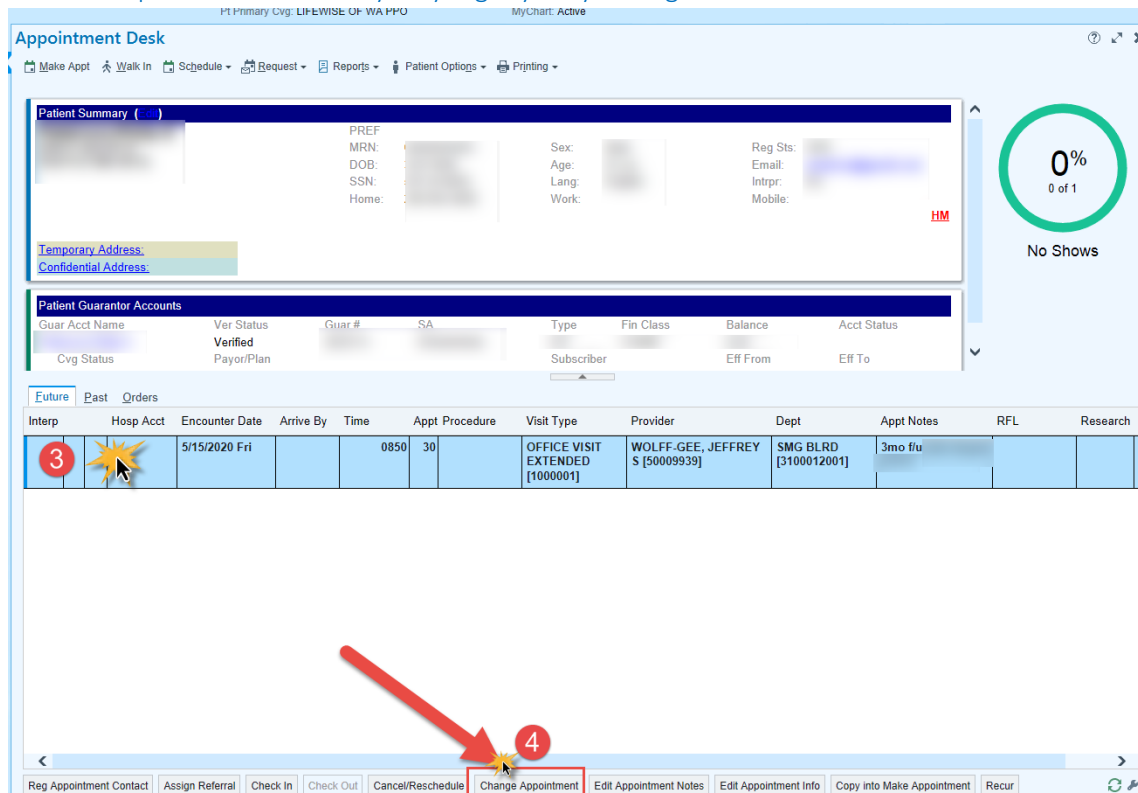 Pt Primary Cvg: LIFEWISE OF WA PPO MyChart: Active
Appointment Desk
Make Appt Walk In Schedule Request Reports Patient Options Printing
Patient Summary ( )
PREF
MRN: Sex: Reg Sts:
DOB: Age: Email:
SSN: Lang: Intrpr:
Home: Work: Mobile:
HM
Temporary Address:
Confidential Address:
0%
0 of 1
No Shows
Patient Guarantor Accounts
Guar Acct Name Ver Status Guar # SA Type Fin Class Balance Acct Status
Verified
Cvg Status Payor/Plan Subscriber Eff From Eff To
Future Past Orders
Interp Hosp Acct Encounter Date Arrive By Time Appt Procedure Visit Type Provider Dept Appt Notes RFL Research
3 5/15/2020 Fri 0850 30 OFFICE VISIT WOLFF-GEE, JEFFREY SMG BLRD 3mo f/u
EXTENDED S [50009939] [3100012001]
[1000001]
4
Reg Appointment Contact Assign Referral Check In Check Out Cancel/Reschedule Change Appointment Edit Appointment Notes Edit Appointment Info Copy into Make Appointment Recur